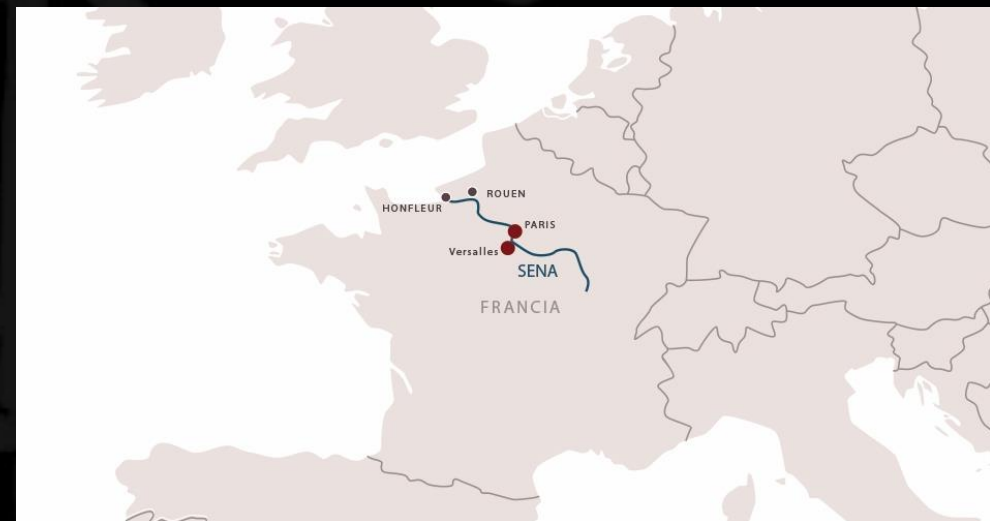 ROUEN
HONFLEUR
PARIS
Versalles
SENA
FRANCIA